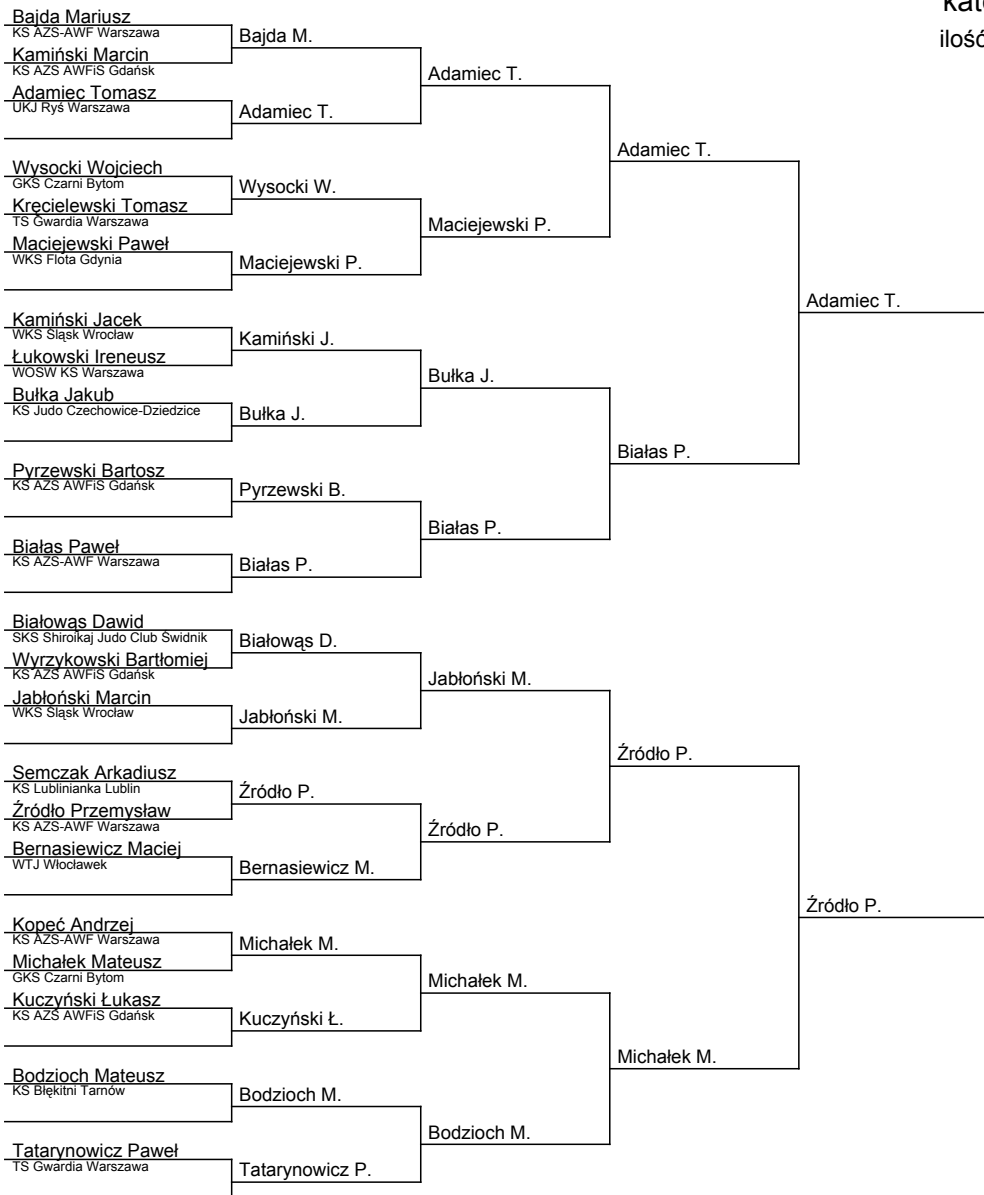 kat
ilość
Bajda Mariusz
KS AZS-AWF Warszawa
Kamiński Marcin
KS AZS AWFiS Gdańsk
Adamiec Tomasz
UKJ Ryś Warszawa
Wysocki Wojciech
GKS Czarni Bytom
Kręcielewski Tomasz
TS Gwardia Warszawa
Maciejewski Paweł
WKS Flota Gdynia
Kamiński Jacek
WKS Śląsk Wrocław
Łukowski Ireneusz
WOSW KS Warszawa
Bułka Jakub
KS Judo Czechowice-Dziedzice
Pyrzewski Bartosz
KS AZS AWFiS Gdańsk
Białas Paweł
KS AZS-AWF Warszawa
Białowąs Dawid
SKS Shiroikaj Judo Club Świdnik
Wyrzykowski Bartłomiej
KS AZS AWFiS Gdańsk
Jabłoński Marcin
WKS Śląsk Wrocław
Semczak Arkadiusz
KS Lublinianka Lublin
Źródło Przemysław
KS AZS-AWF Warszawa
Bernasiewicz Maciej
WTJ Włocławek
Kopeć Andrzej
KS AZS-AWF Warszawa
Michałek Mateusz
GKS Czarni Bytom
Kuczyński Łukasz
KS AZS AWFiS Gdańsk
Bodzioch Mateusz
KS Błękitni Tarnów
Tatarynowicz Paweł
TS Gwardia Warszawa
Bajda M.
Adamiec T.
Wysocki W.
Maciejewski P.
Kamiński J.
Bułka J.
Pyrzewski B.
Białas P.
Białowąs D.
Jabłoński M.
Źródło P.
Bernasiewicz M.
Michałek M.
Kuczyński Ł.
Bodzioch M.
Tatarynowicz P.
Adamiec T.
Maciejewski P.
Bułka J.
Białas P.
Jabłoński M.
Źródło P.
Michałek M.
Bodzioch M.
Adamiec T.
Białas P.
Źródło P.
Michałek M.
Adamiec T.
Źródło P.